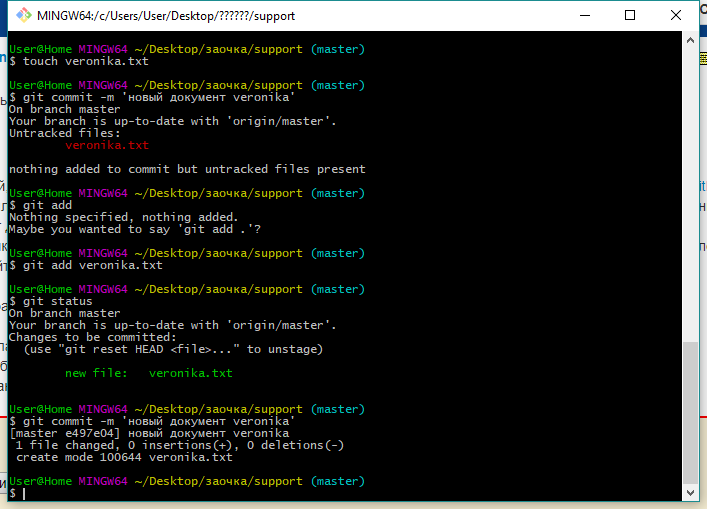 MINGW64:/c/Users/User/Desktop/??????/support
User@Home MINGW64 ~/Desktop/заочка/support (master)
$ touch veronika.txt
User@Home MINGW64 ~/Desktop/заочка/support (master)
$ git commit -m 'новый документ veronika'
On branch master
Your branch is up-to-date with 'origin/master'.
Untracked files:
veronika.txt
nothing added to commit but untracked files present
User@Home MINGW64 ~/Desktop/заочка/support (master)
$ git add
Nothing specified, nothing added.
Maybe you wanted to say 'git add .'?
User@Home MINGW64 ~/Desktop/заочка/support (master)
$ git add veronika.txt
User@Home MINGW64 ~/Desktop/заочка/support (master)
$ git status
On branch master
Your branch is up-to-date with 'origin/master'.
Changes to be committed:
(use "git reset HEAD <file>..." to unstage)
new file:   veronika.txt
User@Home MINGW64 ~/Desktop/заочка/support (master)
$ git commit -m 'новый документ veronika'
[master e497e04] новый документ veronika
1 file changed, 0 insertions(+), 0 deletions(-)
create mode 100644 veronika.txt
User@Home MINGW64 ~/Desktop/заочка/support (master)
$